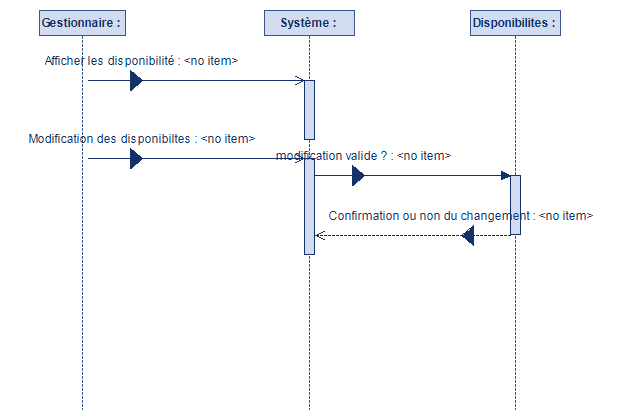 Gestionnaire :
Système :
Disponibilites :
Afficher les disponibilité : <no item>
Modification des disponibiltes : <no item>
modification valide ? : <no item>
Confirmation ou non du changement : <no item>